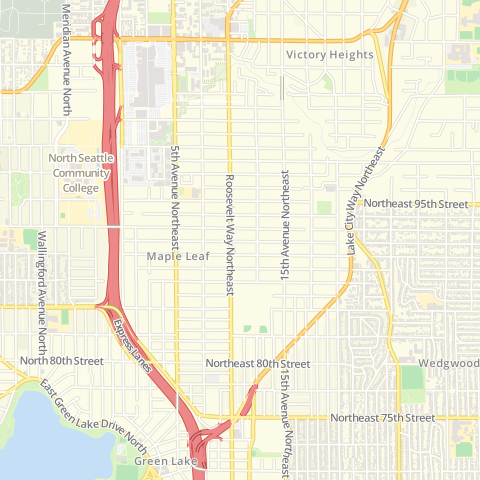 Meridian Avenue North
Victory Heights
North Seattle
Community
College
5th Avenue Northeast
Roosevelt Way Northeast
15th Avenue Northeast
Lake City Way Northeast
Northeast 95th Street
Wallingford Avenue North
Maple Leaf
Express Lanes
North 80th Street
Northeast 80th Street
Wedgwood
East Green Lake Drive North
15th Avenue Northeast
Northeast 75th Street
Green Lake